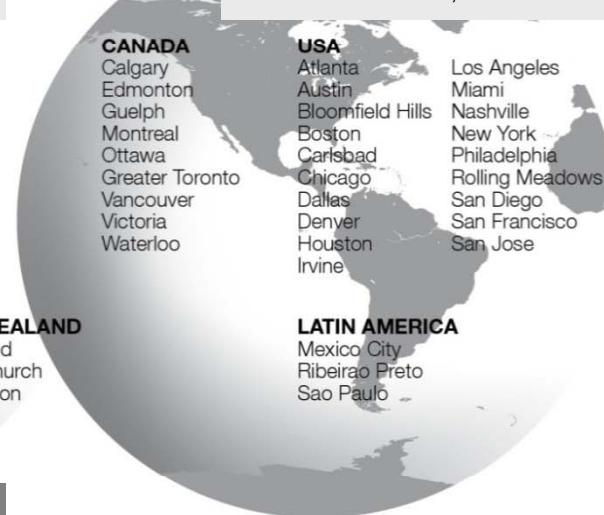 CANADA
Calgary
Edmonton
Guelph
Montreal
Ottawa
Greater Toronto
Vancouver
Victoria
Waterloo
USA
Atlanta
Austin
Bloomfield Hills
Boston
Carlsbad
Chicago
Dallas
Denver
Houston
Irvine
Los Angeles
Miami
Nashville
New York
Philadelphia
Rolling Meadows
San Diego
San Francisco
San Jose
EALAND
d
hurch
on
LATIN AMERICA
Mexico City
Ribeirao Preto
Sao Paulo